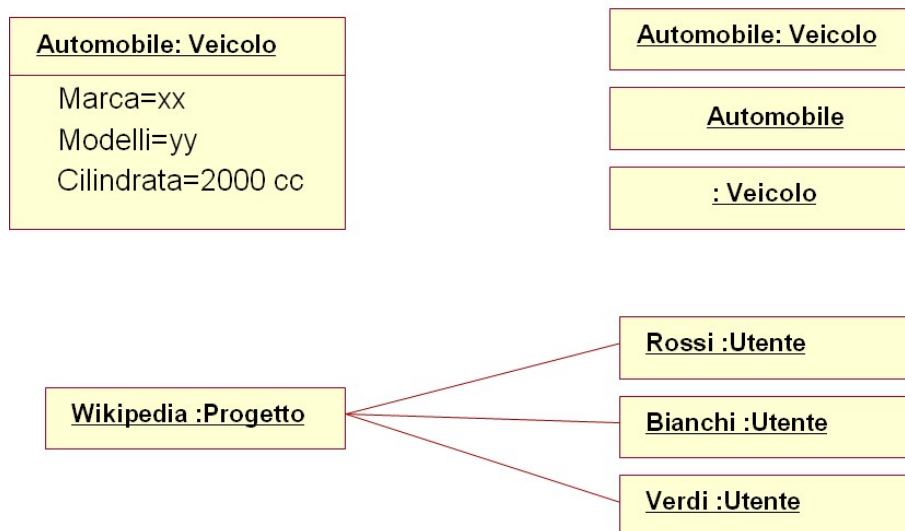 Automobile: Veicolo
Marca=xx
Modelli=yy
Cilindrata=2000 cc
Automobile: Veicolo
Automobile
: Veicolo
Wikipedia :Progetto
Rossi :Utente
Bianchi :Utente
Verdi :Utente